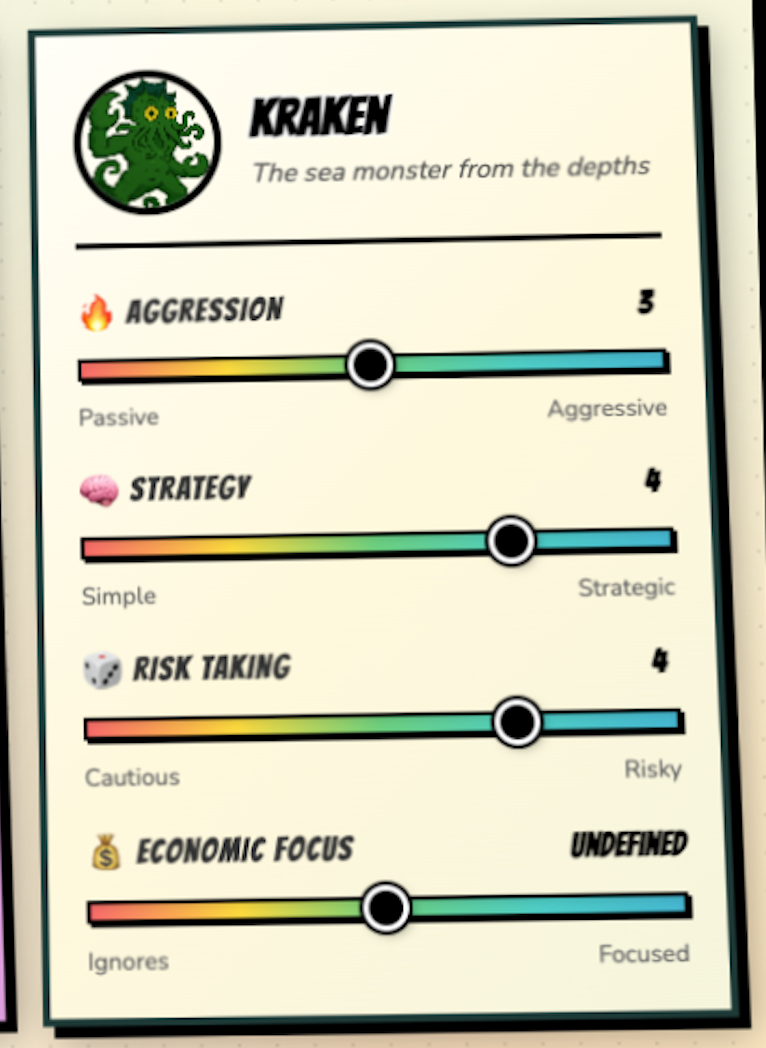 KRAKEN
The sea monster from the depths
AGGRESSION 3
Passive Aggressive
STRATEGY 4
Simple Strategic
RISK TAKING 4
Cautious Risky
ECONOMIC FOCUS UNDEFINED
Ignores Focused